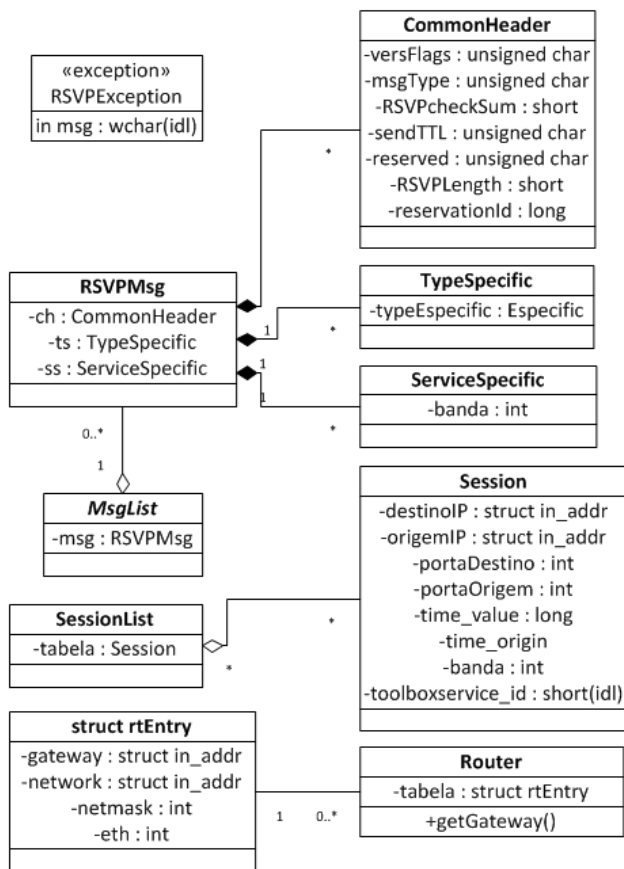 «exception»
RSVPException
in msg : wchar(idl)
CommonHeader
-versFlags : unsigned char
-msgType : unsigned char
-RSVPcheckSum : short
-sendTTL : unsigned char
-reserved : unsigned char
-RSVPLength : short
-reservationId : long
*
RSVPMsg
-ch : CommonHeader
-ts : TypeSpecific
-ss : ServiceSpecific
1
*
1
1
*
TypeSpecific
-typeEspecific : Especific
ServiceSpecific
-banda : int
0..*
1
MsgList
-msg : RSVPMsg
Session
-destinoIP : struct in_addr
-origemIP : struct in_addr
-portaDestino : int
-portaOrigem : int
-time_value : long
-time_origin
-banda : int
-toolboxservice_id : short(idl)
SessionList
-tabela : Session
*
*
struct rtEntry
-gateway : struct in_addr
-network : struct in_addr
-netmask : int
-eth : int
1
0..*
Router
-tabela : struct rtEntry
+getGateway()